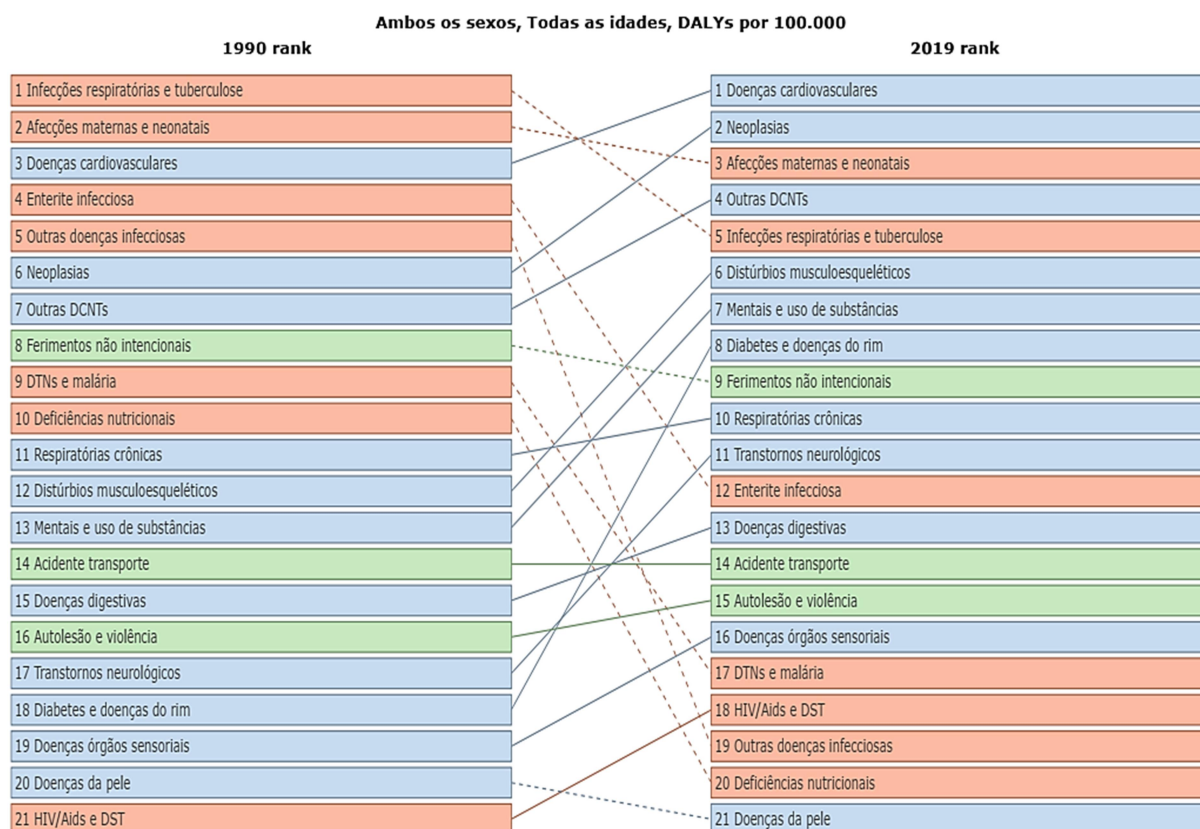 Ambos os sexos, Todas as idades, DALYs por 100.000
1990 rank
1 Infecções respiratórias e tuberculose
2 Afecções maternas e neonatais
3 Doenças cardiovasculares
4 Enterite infecciosa
5 Outras doenças infecciosas
6 Neoplasias
7 Outras DCNTs
8 Ferimentos não intencionais
9 DTNs e malária
10 Deficiências nutricionais
11 Respiratórias crônicas
12 Distúrbios musculoesqueléticos
13 Mentais e uso de substâncias
14 Acidente transporte
15 Doenças digestivas
16 Autolesão e violência
17 Transtornos neurológicos
18 Diabetes e doenças do rim
19 Doenças órgãos sensoriais
20 Doenças da pele
21 HIV/Aids e DST
2019 rank
1 Doenças cardiovasculares
2 Neoplasias
3 Afecções maternas e neonatais
4 Outras DCNTs
5 Infecções respiratórias e tuberculose
6 Distúrbios musculoesqueléticos
7 Mentais e uso de substâncias
8 Diabetes e doenças do rim
9 Ferimentos não intencionais
10 Respiratórias crônicas
11 Transtornos neurológicos
12 Enterite infecciosa
13 Doenças digestivas
14 Acidente transporte
15 Autolesão e violência
16 Doenças órgãos sensoriais
17 DTNs e malária
18 HIV/Aids e DST
19 Outras doenças infecciosas
20 Deficiências nutricionais
21 Doenças da pele